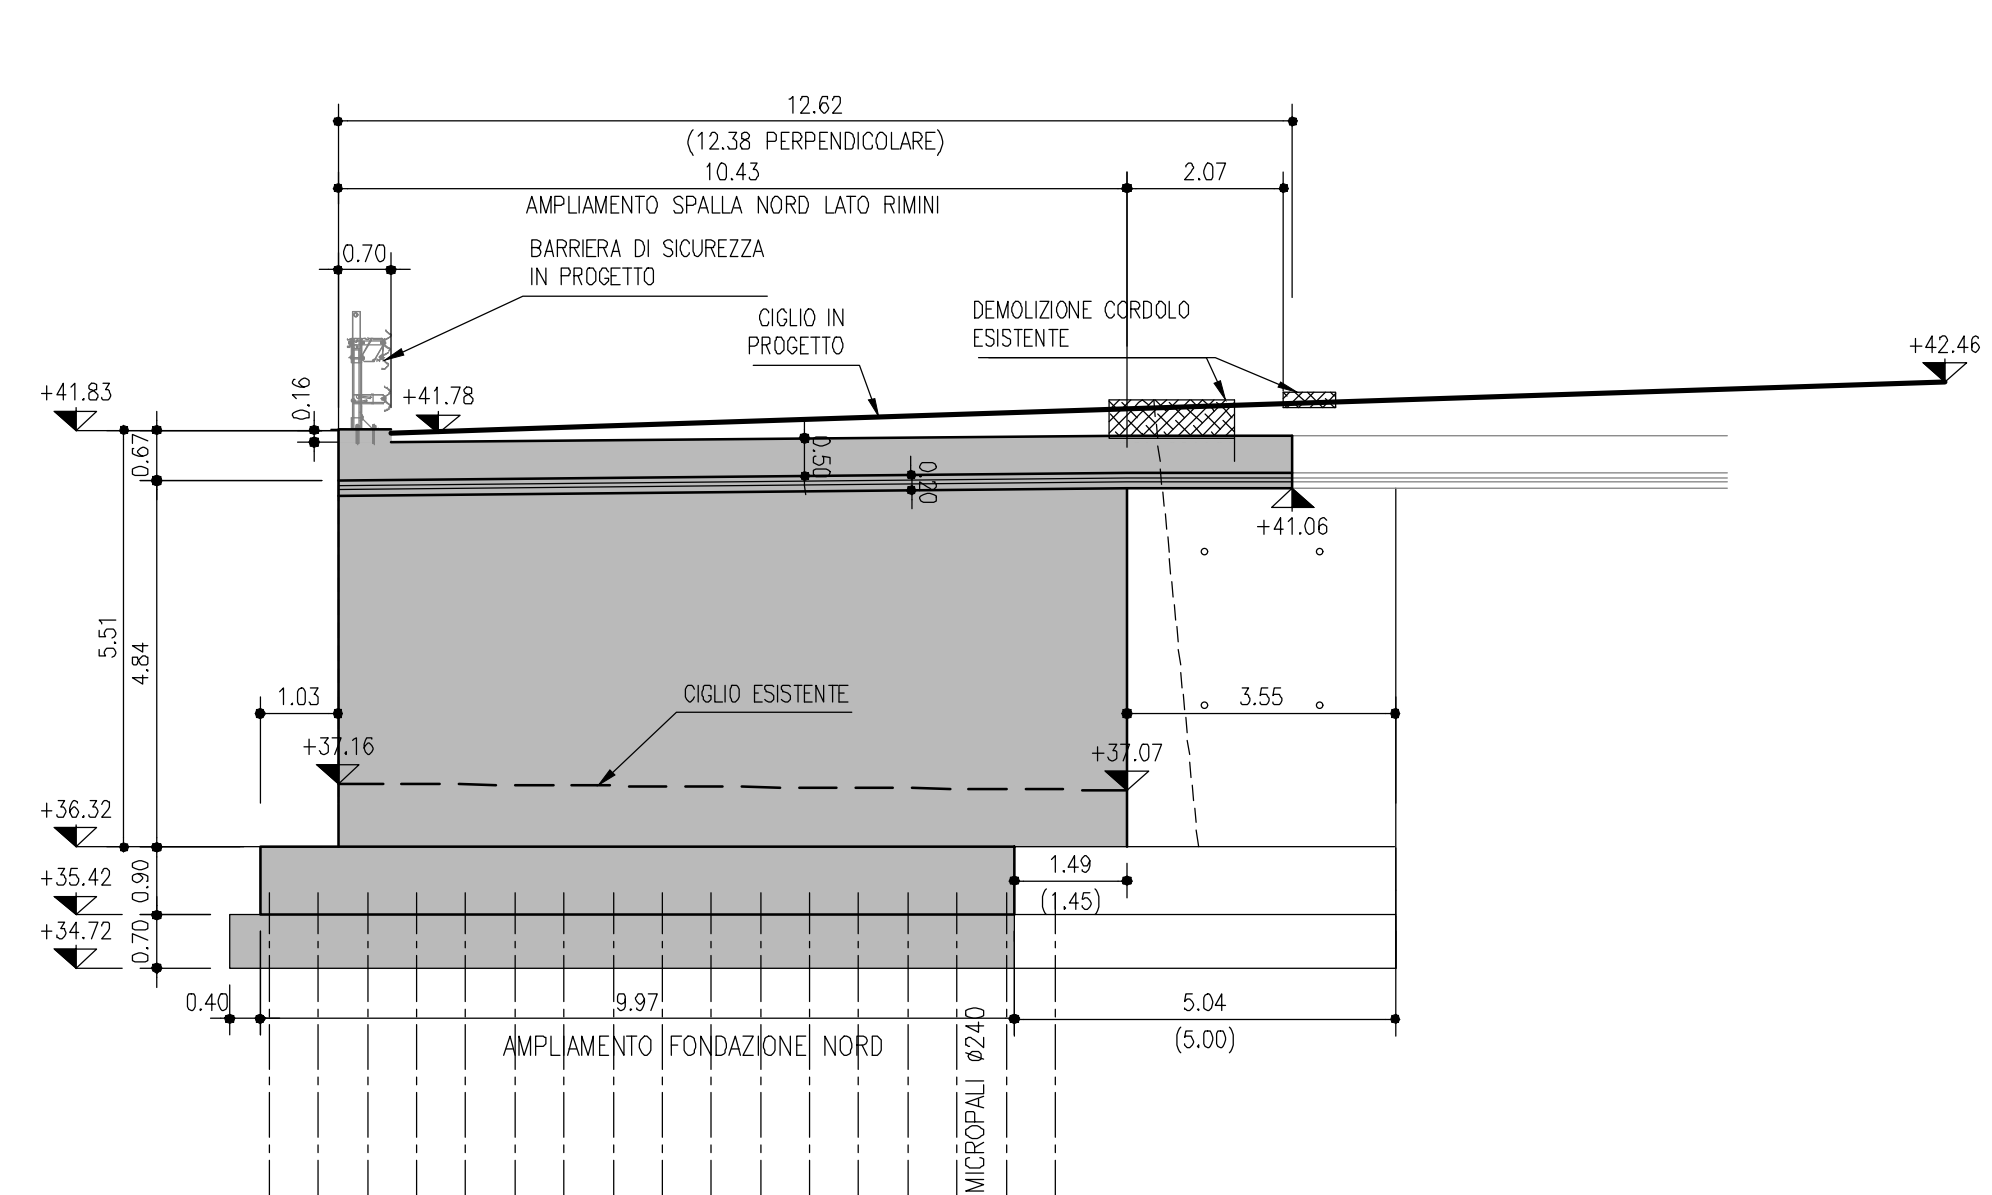 12.62
(12.38 PERPENDICOLARE)
10.43
2.07
AMPLIAMENTO SPALLA NORD LATO RIMINI
0.70
BARRIERA DI SICUREZZA
IN PROGETTO
CIGLIO IN
PROGETTO
DEMOLIZIONE CORDOLO
ESISTENTE
+42.46
+41.83
0.16
+41.78
0.67
0.50
0.20
+41.06
5.51
4.84
1.03
CIGLIO ESISTENTE
3.55
+37.16
+37.07
+36.32
0.90
1.49
(1.45)
+35.42
+34.72
0.70
0.40
9.97
5.04
(5.00)
AMPLIAMENTO FONDAZIONE NORD
MICROPALI ø240